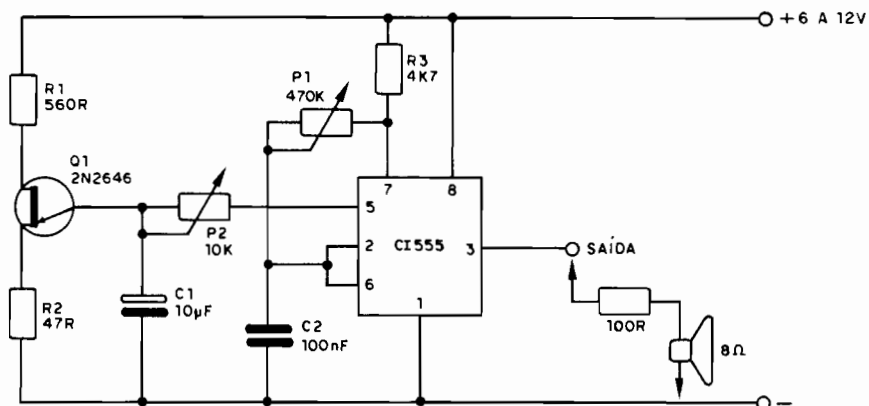 +6 A 12V
R1
560R
P1
470K
R3
4K7
Q1
2N2646
7
8
5
P2
10K
2
CI555
3
SAÍDA
6
C1
10µF
R2
47R
C2
100nF
1
100R
8Ω